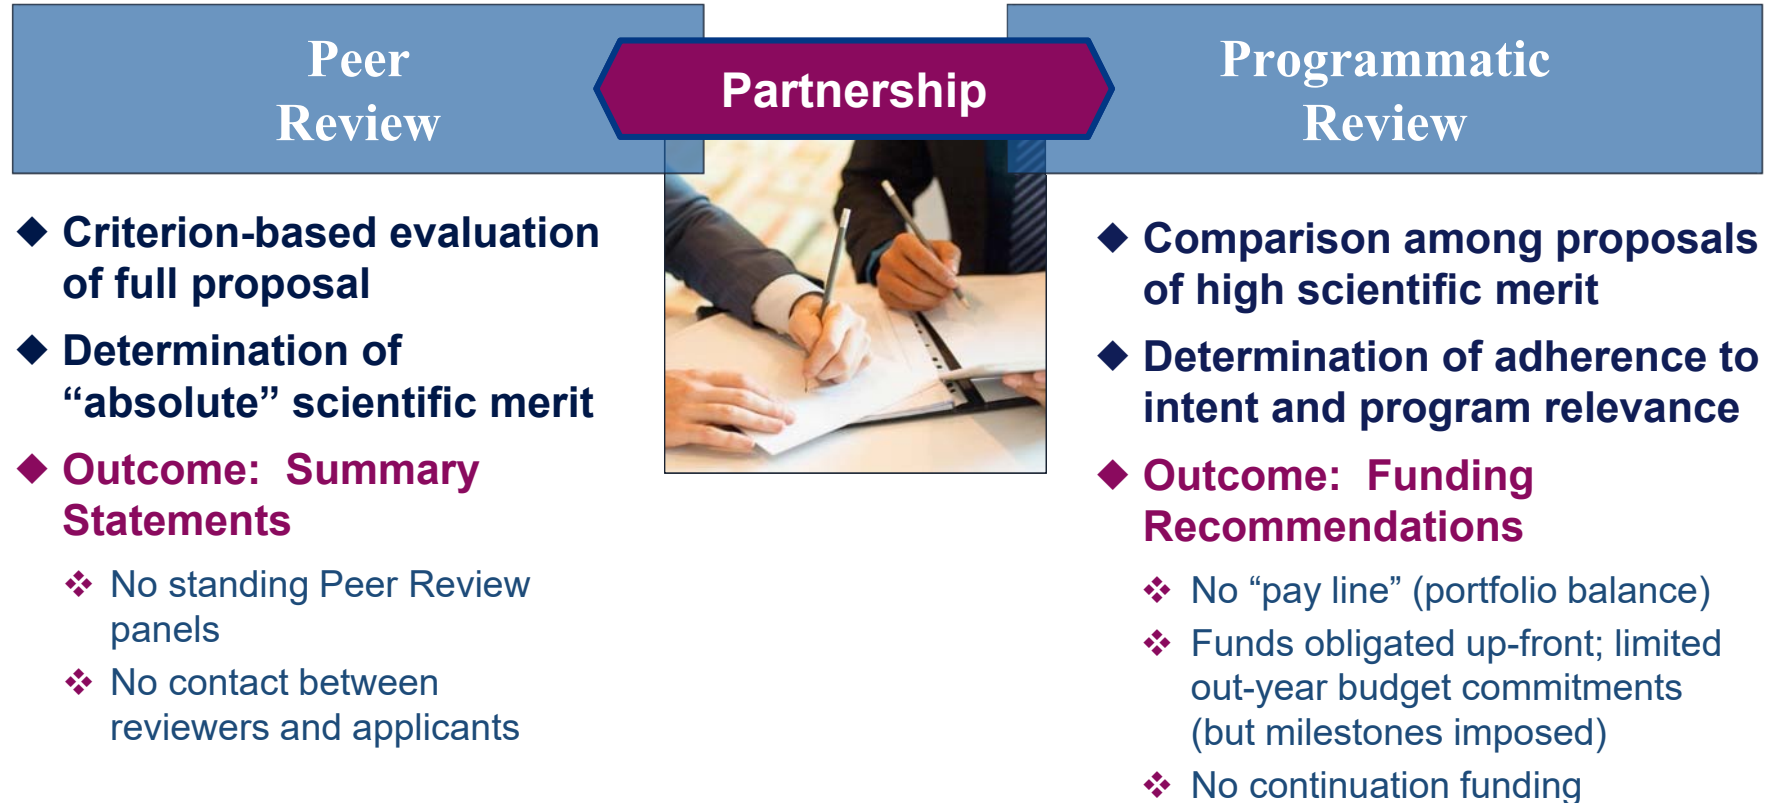 Peer
Review
Partnership
Programmatic
Review
◆ Criterion-based evaluation
of full proposal
◆ Determination of
“absolute” scientific merit
◆ Outcome: Summary
Statements
❖ No standing Peer Review
panels
❖ No contact between
reviewers and applicants
◆ Comparison among proposals
of high scientific merit
◆ Determination of adherence to
intent and program relevance
◆ Outcome: Funding
Recommendations
❖ No “pay line” (portfolio balance)
❖ Funds obligated up-front; limited
out-year budget commitments
(but milestones imposed)
❖ No continuation funding